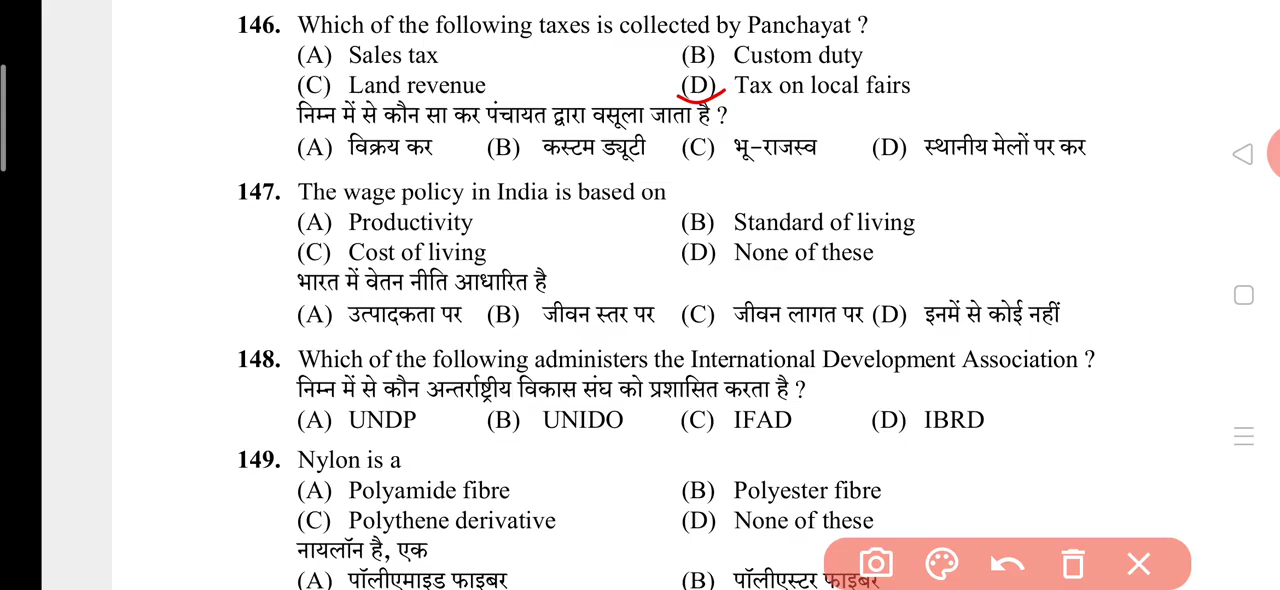 146. Which of the following taxes is collected by Panchayat ?
(A) Sales tax (B) Custom duty
(C) Land revenue (D) Tax on local fairs
निम्न में से कौन सा कर पंचायत द्वारा वसूला जाता है ?
(A) विक्रय कर (B) कस्टम ड्यूटी (C) भू-राजस्व (D) स्थानीय मेलों पर कर
147. The wage policy in India is based on
(A) Productivity (B) Standard of living
(C) Cost of living (D) None of these
भारत में वेतन नीति आधारित है
(A) उत्पादकता पर (B) जीवन स्तर पर (C) जीवन लागत पर (D) इनमें से कोई नहीं
148. Which of the following administers the International Development Association ?
निम्न में से कौन अन्तर्राष्ट्रीय विकास संघ को प्रशासित करता है ?
(A) UNDP (B) UNIDO (C) IFAD (D) IBRD
149. Nylon is a
(A) Polyamide fibre (B) Polyester fibre
(C) Polythene derivative (D) None of these
नायलॉन है, एक
(A) पॉलीएमाइड फाइबर (B) पॉलीएस्टर फाइबर